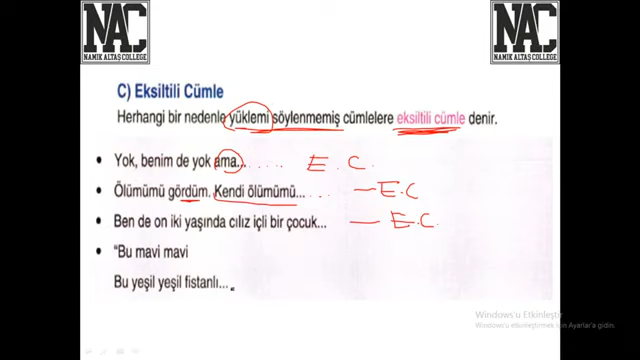 NAC NAC
NAMIK ALTAŞ COLLEGE NAMIK ALTAŞ COLLEGE
C) Eksiltili Cümle
Herhangi bir nedenle yüklemi söylenmemiş cümlelere eksiltili cümle denir.
• Yok, benim de yok ama... E. C.
• Ölümümü gördüm. Kendi ölümümü... — E.C
• Ben de on iki yaşında cılız içli bir çocuk... — E.C.
• "Bu mavi mavi
Bu yeşil yeşil fistanlı..."
Windows'u Etkinleştir
Windows'u etkinleştirmek için Ayarlar'a gidin.